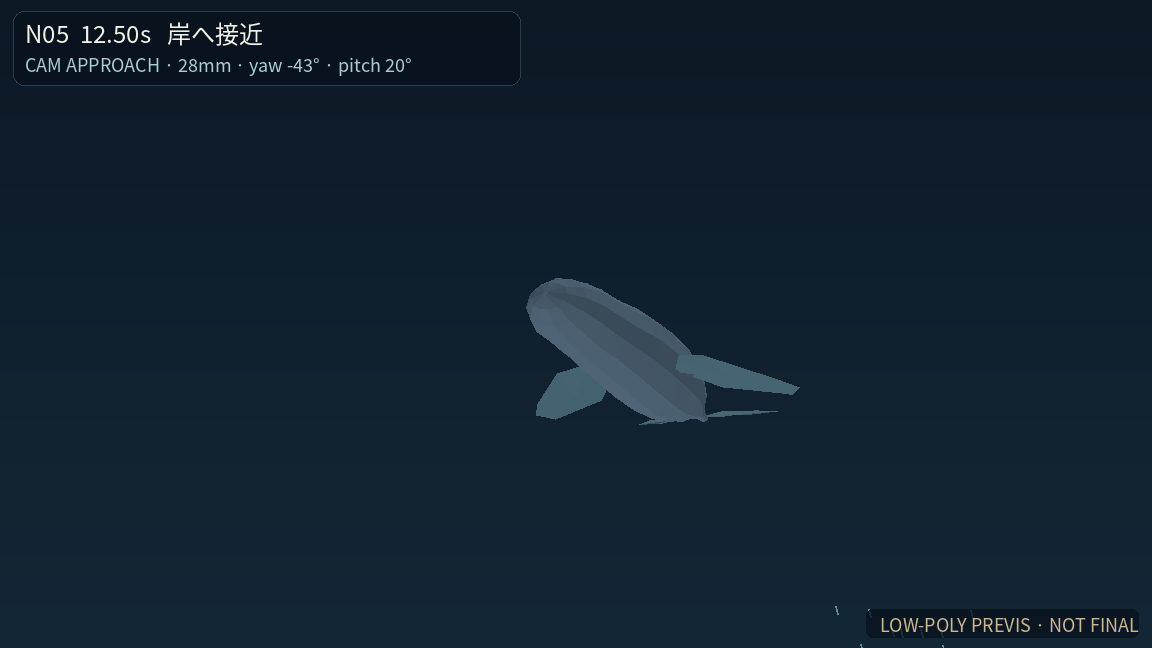 N05 12.50s 岸へ接近
CAM APPROACH · 28mm · yaw -43° · pitch 20°
LOW-POLY PREVIS · NOT FINAL